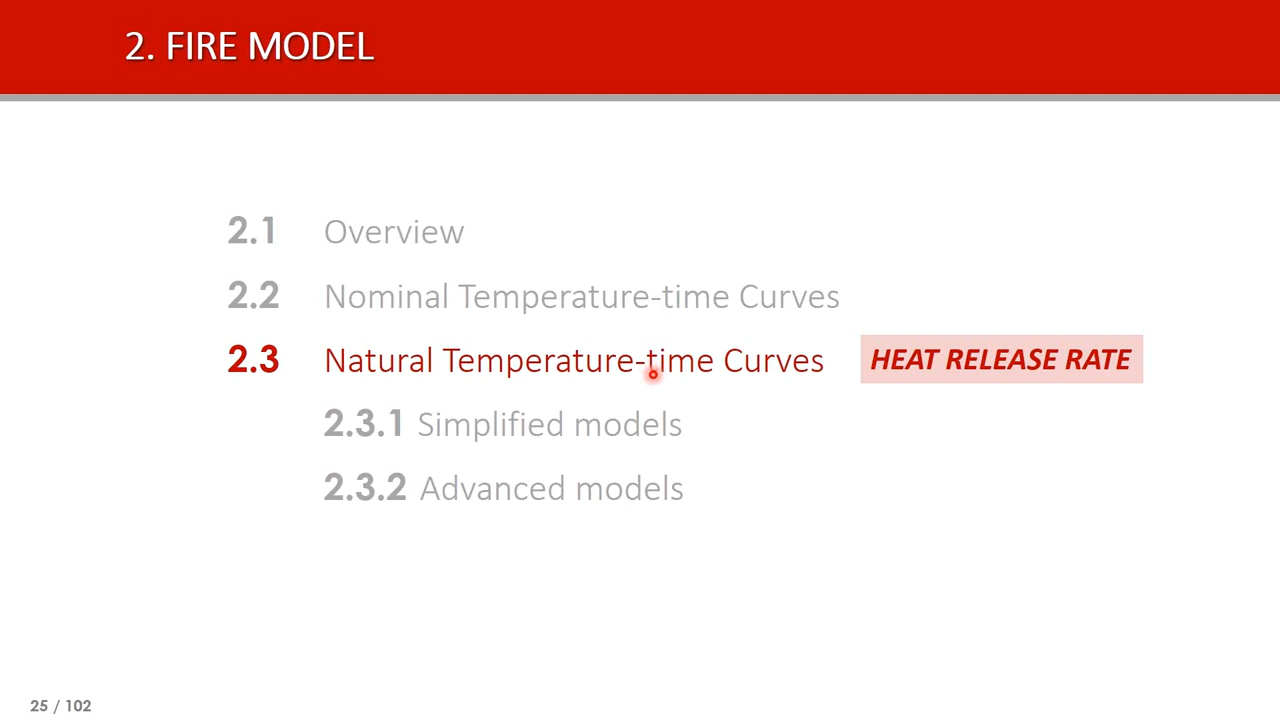 2. FIRE MODEL
2.1 Overview
2.2 Nominal Temperature-time Curves
2.3 Natural Temperature-time Curves HEAT RELEASE RATE
2.3.1 Simplified models
2.3.2 Advanced models
25 / 102